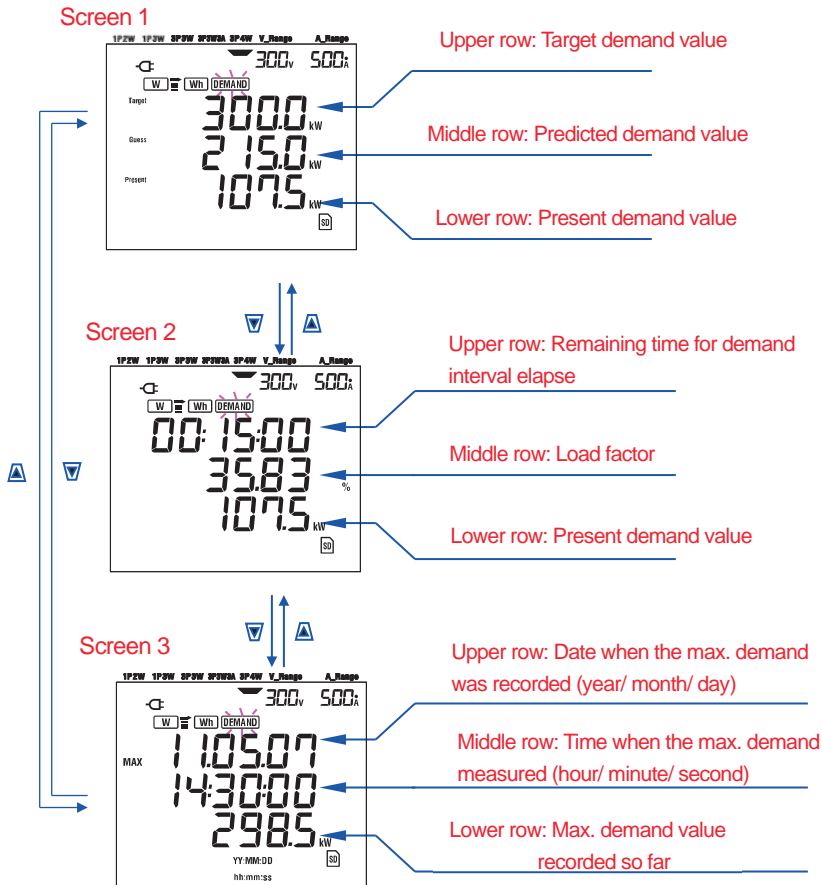 Screen 1
1P2W 1P3W 3P3W 3P3W3A 3P4W V_Range A_Range
300V 500A
W Wh DEMAND
Target 300.0 kW
Upper row: Target demand value
Guess 215.0 kW
Middle row: Predicted demand value
Present 107.5 kW
Lower row: Present demand value
SD
Screen 2
1P2W 1P3W 3P3W 3P3W3A 3P4W V_Range A_Range
300V 500A
W Wh DEMAND
00:15:00
Upper row: Remaining time for demand
interval elapse
35.83 %
Middle row: Load factor
107.5 kW
Lower row: Present demand value
SD
Screen 3
1P2W 1P3W 3P3W 3P3W3A 3P4W V_Range A_Range
300V 500A
W Wh DEMAND
MAX 11.05.07
Upper row: Date when the max. demand
was recorded (year/ month/ day)
14:30:00
Middle row: Time when the max. demand
measured (hour/ minute/ second)
298.5 kW
Lower row: Max. demand value
recorded so far
YY:MM:DD
SD
hh:mm:ss